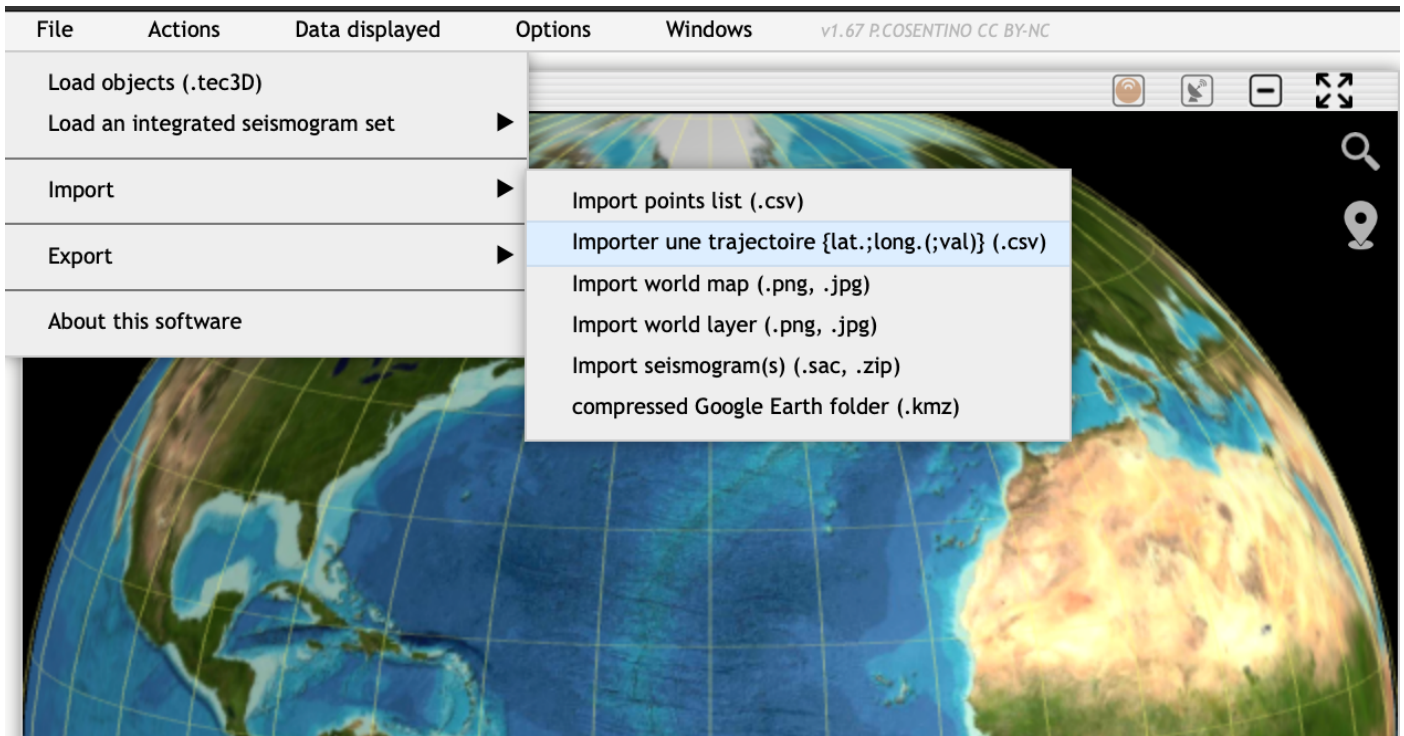 File Actions Data displayed Options Windows v1.67 P.COSENTINO CC BY-NC
Load objects (.tec3D)
Load an integrated seismogram set
Import
Export
About this software
Import points list (.csv)
Importer une trajectoire {lat.;long.(;val)} (.csv)
Import world map (.png, .jpg)
Import world layer (.png, .jpg)
Import seismogram(s) (.sac, .zip)
compressed Google Earth folder (.kmz)